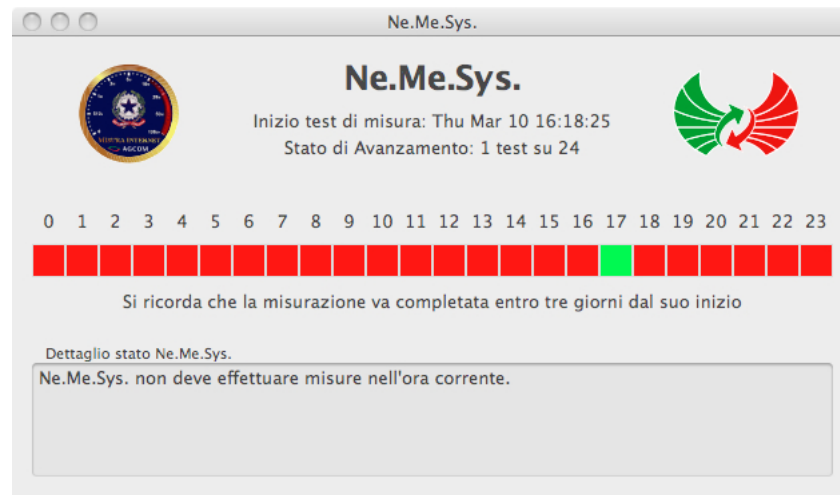 Ne.Me.Sys.
Ne.Me.Sys.
Inizio test di misura: Thu Mar 10 16:18:25
Stato di Avanzamento: 1 test su 24
MISURA INTERNET
AGCOM
0 1 2 3 4 5 6 7 8 9 10 11 12 13 14 15 16 17 18 19 20 21 22 23
Si ricorda che la misurazione va completata entro tre giorni dal suo inizio
Dettaglio stato Ne.Me.Sys.
Ne.Me.Sys. non deve effettuare misure nell'ora corrente.